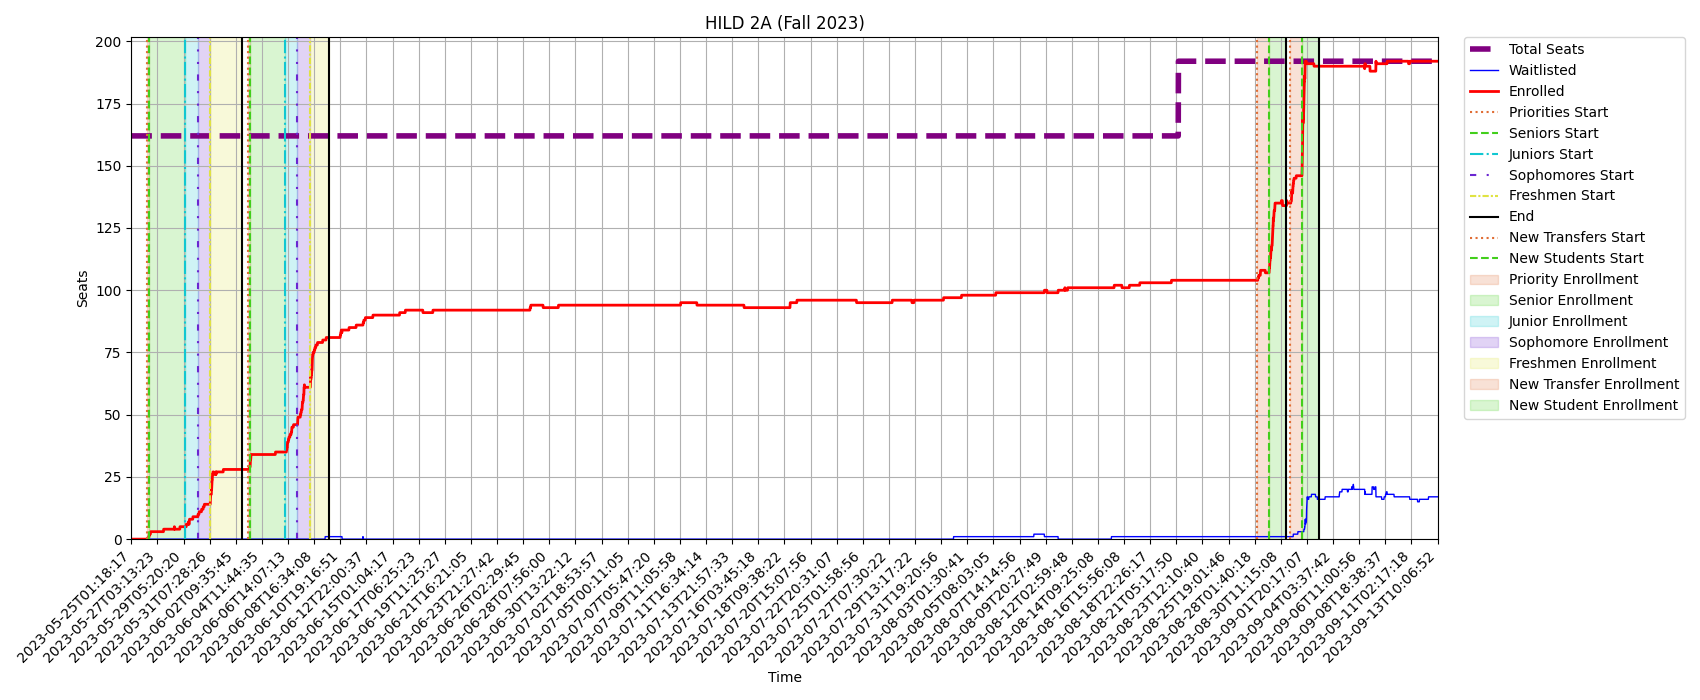 HILD 2A (Fall 2023)
Seats
200
175
150
125
100
75
50
25
0
2023-05-25T01:18:17
2023-05-27T03:13:23
2023-05-29T05:20:20
2023-05-31T07:28:26
2023-06-02T09:35:45
2023-06-04T11:44:35
2023-06-06T14:07:13
2023-06-08T16:34:08
2023-06-10T19:16:51
2023-06-12T22:00:37
2023-06-15T01:04:17
2023-06-17T06:25:23
2023-06-19T11:25:27
2023-06-21T16:21:05
2023-06-23T21:27:42
2023-06-26T02:29:45
2023-06-28T07:56:00
2023-06-30T13:22:12
2023-07-02T18:53:57
2023-07-05T00:11:05
2023-07-07T05:47:20
2023-07-09T11:05:58
2023-07-11T16:34:14
2023-07-13T21:57:33
2023-07-16T03:45:18
2023-07-18T09:38:22
2023-07-20T15:07:56
2023-07-22T20:31:07
2023-07-25T01:58:56
2023-07-27T07:30:22
2023-07-29T13:17:22
2023-07-31T19:20:56
2023-08-03T01:30:41
2023-08-05T08:03:05
2023-08-07T14:14:56
2023-08-09T20:27:49
2023-08-12T02:59:48
2023-08-14T09:25:08
2023-08-16T15:56:08
2023-08-18T22:26:17
2023-08-21T05:17:50
2023-08-23T12:10:40
2023-08-25T19:01:46
2023-08-28T01:40:18
2023-08-30T11:15:08
2023-09-01T20:17:07
2023-09-04T03:37:42
2023-09-06T11:00:56
2023-09-08T18:38:37
2023-09-11T02:17:18
2023-09-13T10:06:52
Time
Total Seats
Waitlisted
Enrolled
Priorities Start
Seniors Start
Juniors Start
Sophomores Start
Freshmen Start
End
New Transfers Start
New Students Start
Priority Enrollment
Senior Enrollment
Junior Enrollment
Sophomore Enrollment
Freshmen Enrollment
New Transfer Enrollment
New Student Enrollment